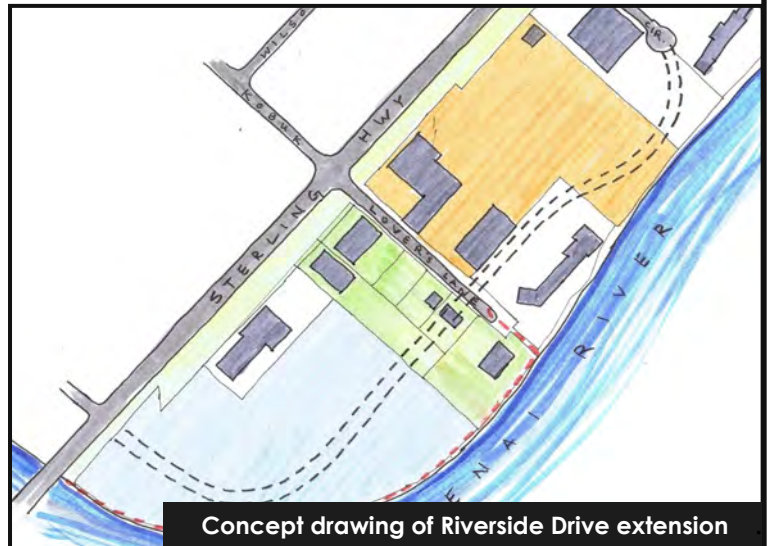 WILSO
KOBUK
HWY
CIR.
STERLING
LOVERS LANE
KENAI RIVER
Concept drawing of Riverside Drive extension